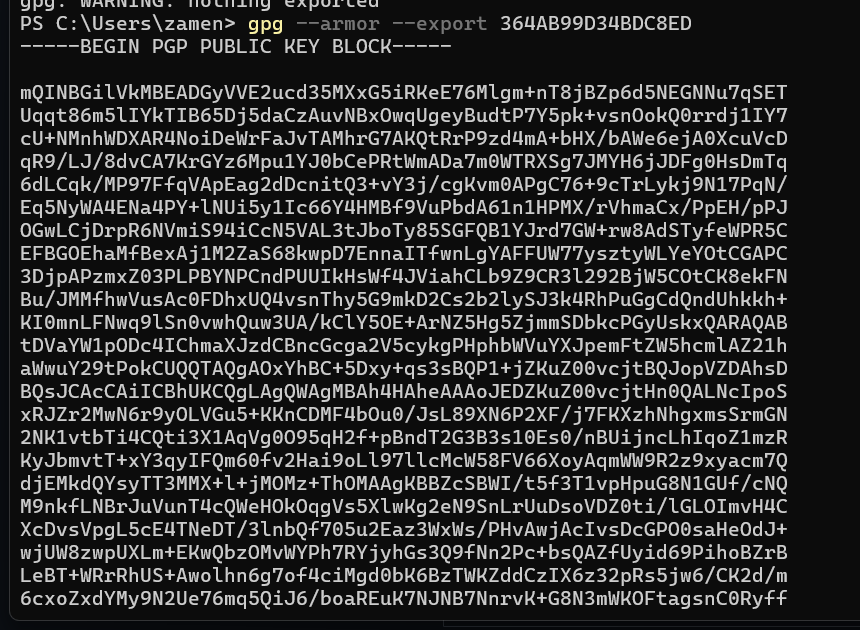 gpg: WARNING: nothing exported
PS C:\Users\zamen> gpg --armor --export 364AB99D34BDC8ED
-----BEGIN PGP PUBLIC KEY BLOCK-----

mQINBGilVkMBEADGyVVE2ucd35MXxG5iRKeE76Mlgm+nT8jBZp6d5NEGNNu7qSET
Uqqt86m5lIYkTIB65Dj5daCzAuvNBxOwqUgeyBudtP7Y5pk+vsnOokQ0rrdj1IY7
cU+NMnhWDXAR4NoiDeWrFaJvTAMhrG7AKQtRrP9zd4mA+bHX/bAWe6ejA0XcuVcD
qR9/LJ/8dvCA7KrGYz6Mpu1YJ0bCePRtWmADa7m0WTRXSg7JMYH6jJDFg0HsDmTq
6dLCqk/MP97FfqVApEag2dDcnitQ3+vY3j/cgKvm0APgC76+9cTrLykj9N17PqN/
Eq5NyWA4ENa4PY+lNUi5y1Ic66Y4HMBf9VuPbdA61n1HPMX/rVhmaCx/PpEH/pPJ
OGwLCjDrpR6NVmiS94iCcN5VAL3tJboTy85SGFQB1YJrd7GW+rw8AdSTyfeWPR5C
EFBGOEhaMfBexAj1M2ZaS68kwpD7EnnaITfwnLgYAFFUW77ysztyWLYeYOtCGAPC
3DjpAPzmxZ03PLPBYNPCndPUUIkHsWf4JViahCLb9Z9CR3l292BjW5COtCK8ekFN
Bu/JMMfhwVusAc0FDhxUQ4vsnThy5G9mkD2Cs2b2lySJ3k4RhPuGgCdQndUhkkh+
KI0mnLFNwq9lSn0vwhQuw3UA/kClY5OE+ArNZ5Hg5ZjmmSDbkcPGyUskxQARAQAB
tDVaYW1pODc4IChmaXJzdCBncGcga2V5cykgPHphbWVuYXJpemFtZW5hcmlAZ21h
aWwuY29tPokCUQQTAQgAOxYhBC+5Dxy+qs3sBQP1+jZKuZ00vcjtBQJopVZDAhsD
BQsJCAcCAiICBhUKCQgLAgQWAgMBAh4HAheAAAoJEDZKuZ00vcjtHn0QALNcIpoS
xRJZr2MwN6r9yOLVGu5+KKnCDMF4bOu0/JsL89XN6P2XF/j7FKXzhNhgxmsSrmGN
2NK1vtbTi4CQti3X1AqVg0O95qH2f+pBndT2G3B3s10Es0/nBUijncLhIqoZ1mzR
KyJbmvtT+xY3qyIFQm60fv2Hai9oLl97llcMcW58FV66XoyAqmWW9R2z9xyacm7Q
djEMkdQYsyTT3MMX+l+jMOMz+ThOMAAgKBBZcSBWI/t5f3T1vpHpuG8N1GUf/cNQ
M9nkfLNBrJuVunT4cQWeHOkOqgVs5XlwKg2eN9SnLrUuDsoVDZ0ti/lGLOImvH4C
XcDvsVpgL5cE4TNeDT/3lnbQf705u2Eaz3WxWs/PHvAwjAcIvsDcGPO0saHeOdJ+
wjUW8zwpUXLm+EKwQbzOMvWYPh7RYjyhGs3Q9fNn2Pc+bsQAZfUyid69PihoBZrB
LeBT+WRrRhUS+Awolhn6g7of4ciMgd0bK6BzTWKZddCzIX6z32pRs5jw6/CK2d/m
6cxoZxdYMy9N2Ue76mq5QiJ6/boaREuK7NJNB7NnrvK+G8N3mWKOFtagsnC0Ryff